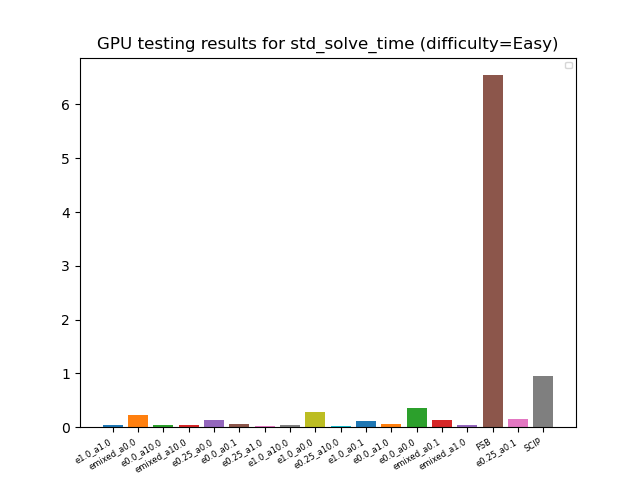 GPU testing results for std_solve_time (difficulty=Easy)
6
5
4
3
2
1
0
e1.0_a1.0
emixed_a0.0
e0.0_a10.0
emixed_a10.0
e0.25_a0.0
e0.0_a0.1
e0.25_a1.0
e1.0_a10.0
e1.0_a0.0
e0.25_a10.0
e1.0_a0.1
e0.0_a1.0
e0.0_a0.0
emixed_a0.1
emixed_a1.0
FSB
e0.25_a0.1
SCIP